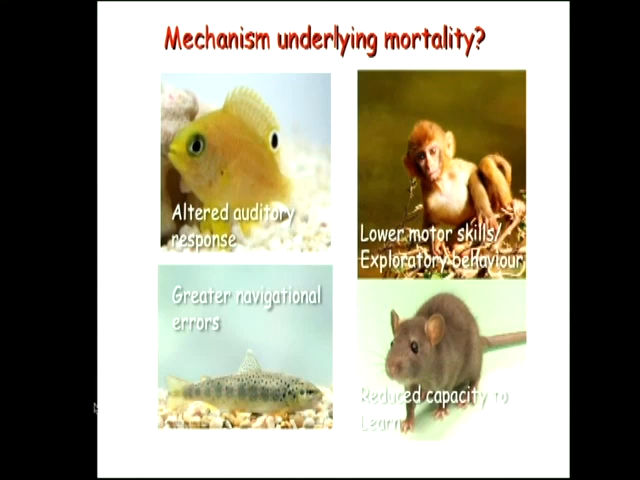 Mechanism underlying mortality?
Altered auditory
response
Lower motor skills/
Exploratory behaviour
Greater navigational
errors
Reduced capacity to
Learn